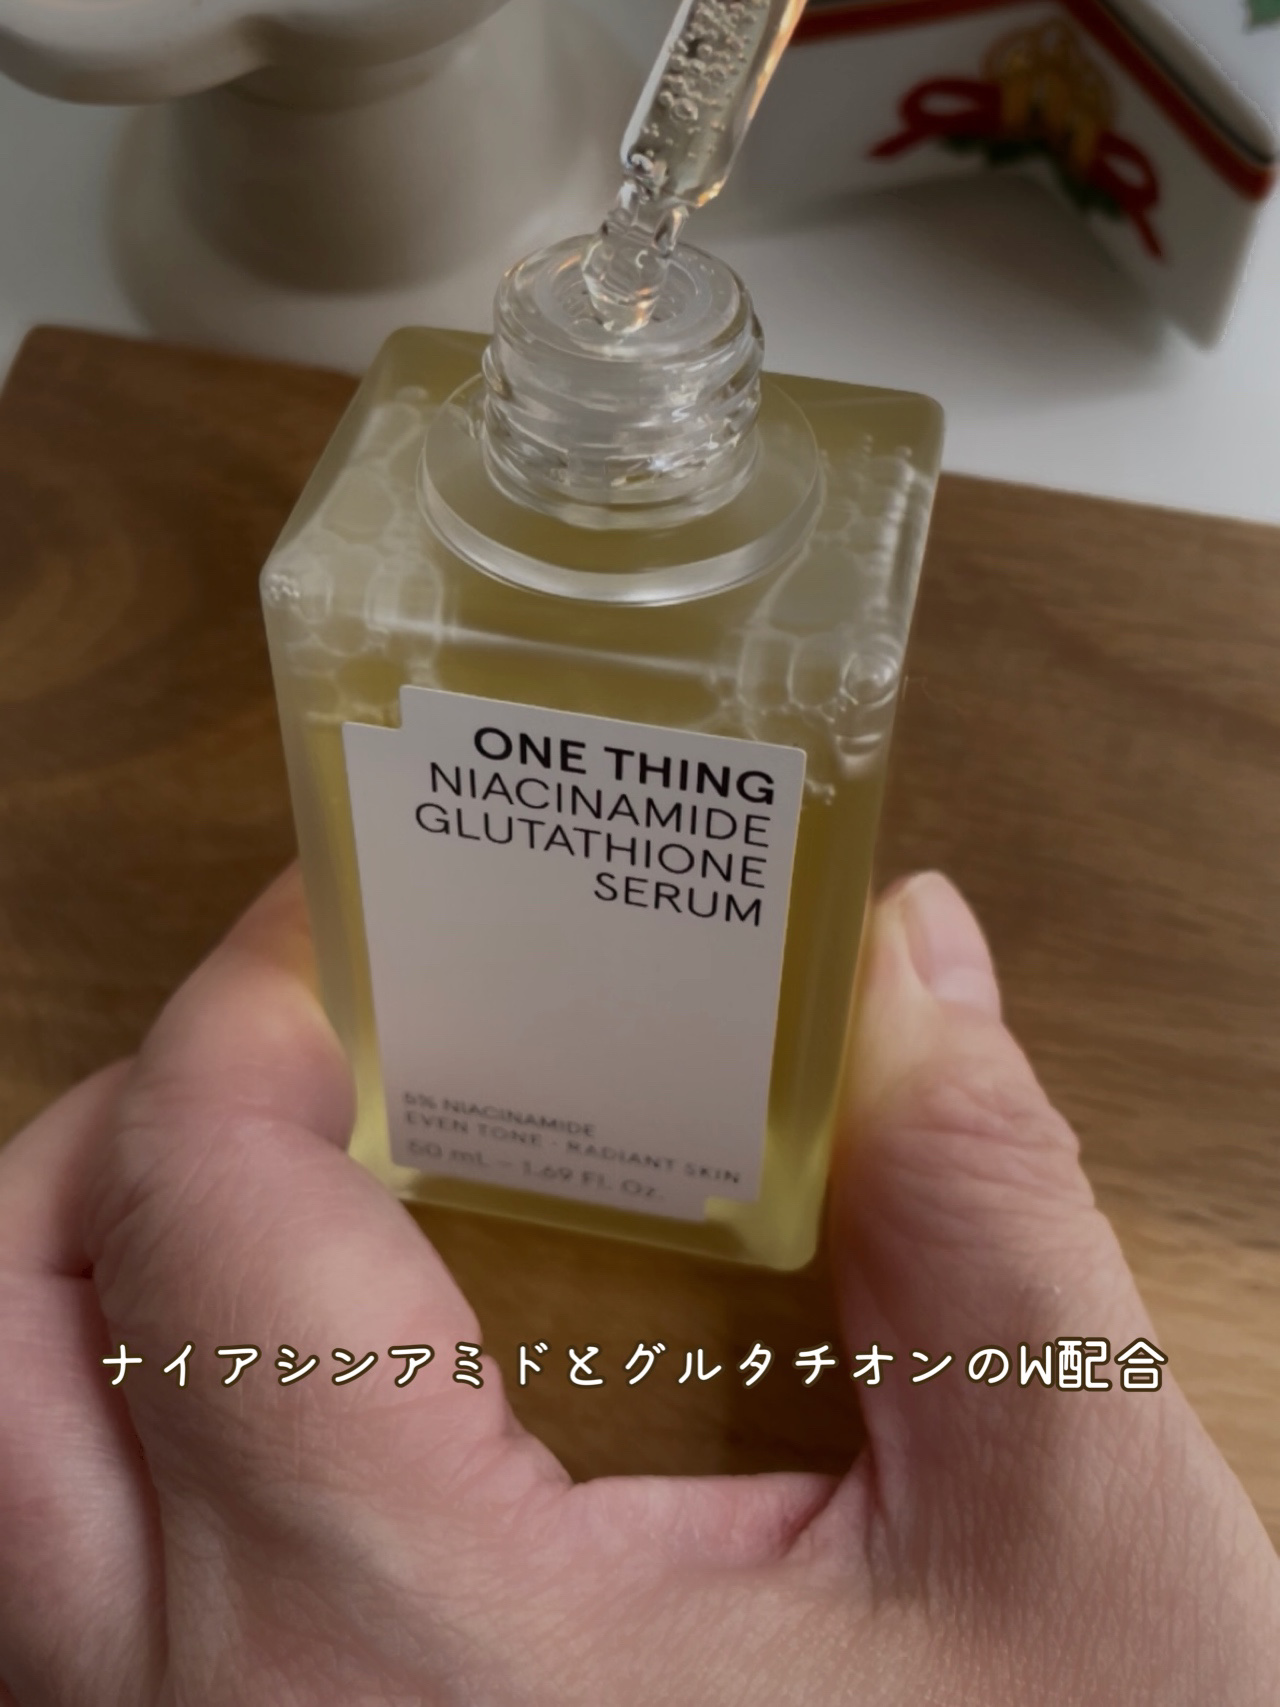 ONE THING
NIACINAMIDE
GLUTATHIONE
SERUM
5% NIACINAMIDE
EVEN TONE · RADIANT SKIN
50 mL - 1.69 Fl. Oz.
ナイアシンアミドとグルタチオンのW配合